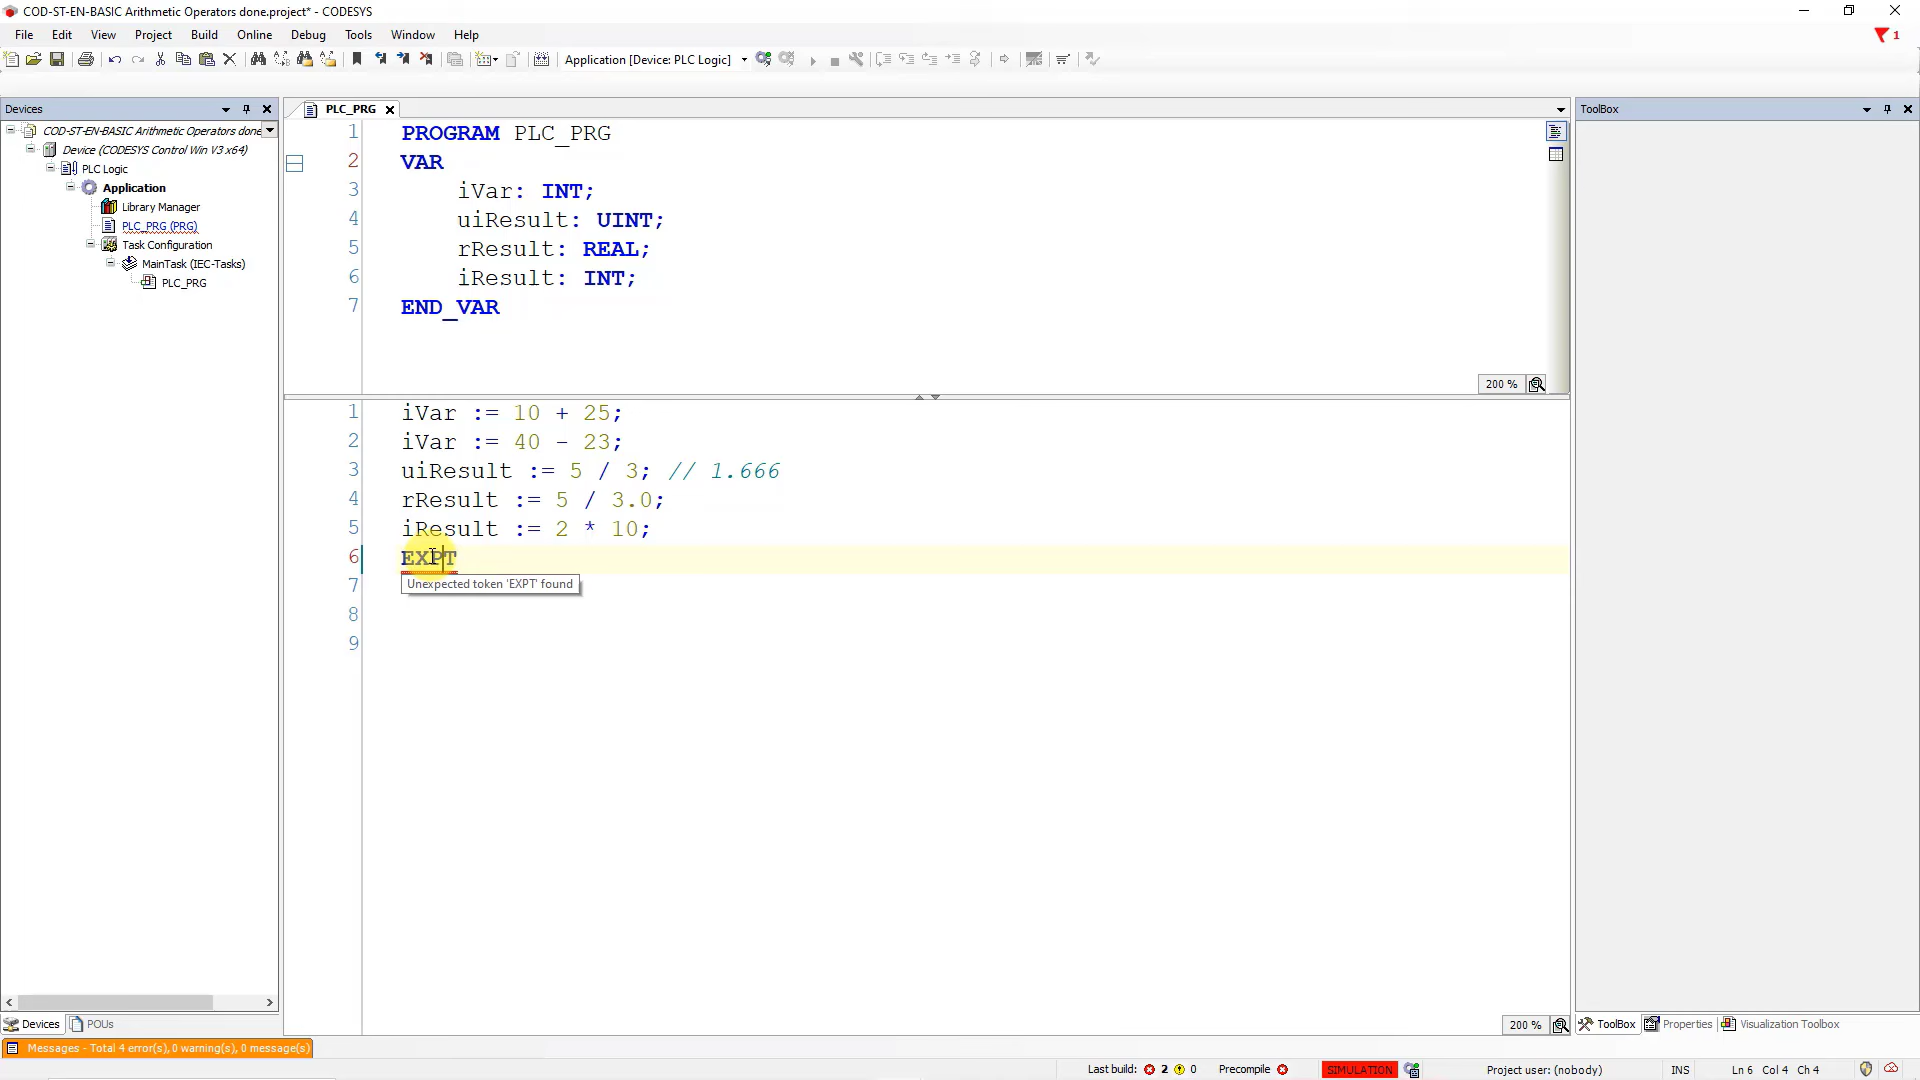 COD-ST-EN-BASIC Arithmetic Operators done.project* - CODESYS
File Edit View Project Build Online Debug Tools Window Help
1
Application [Device: PLC Logic]
Devices
PLC_PRG
ToolBox
COD-ST-EN-BASIC Arithmetic Operators done
Device (CODESYS Control Win V3 x64)
PLC Logic
Application
Library Manager
PLC_PRG (PRG)
Task Configuration
MainTask (IEC-Tasks)
PLC_PRG
1 PROGRAM PLC_PRG
2 VAR
3 iVar: INT;
4 uiResult: UINT;
5 rResult: REAL;
6 iResult: INT;
7 END_VAR
200 %
1 iVar := 10 + 25;
2 iVar := 40 - 23;
3 uiResult := 5 / 3; // 1.666
4 rResult := 5 / 3.0;
5 iResult := 2 * 10;
6 EXPT
Unexpected token 'EXPT' found
7
8
9
200 %
Devices POUs
ToolBox Properties Visualization Toolbox
Messages - Total 4 error(s), 0 warning(s), 0 message(s)
Last build: 2 0 Precompile SIMULATION Project user: (nobody) INS Ln 6 Col 4 Ch 4